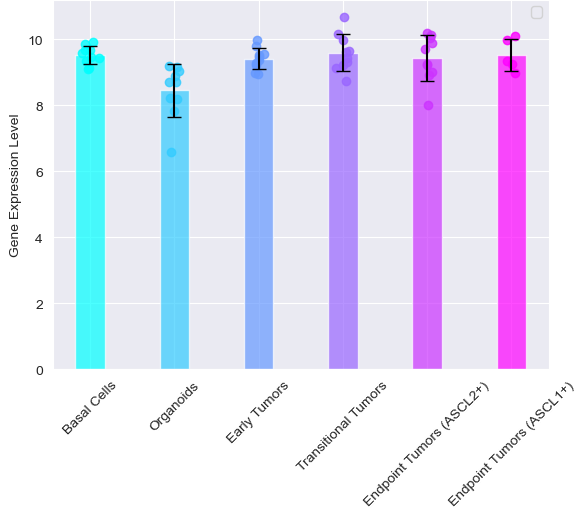 Gene Expression Level
10
8
6
4
2
0
Basal Cells
Organoids
Early Tumors
Transitional Tumors
Endpoint Tumors (ASCL2+)
Endpoint Tumors (ASCL1+)